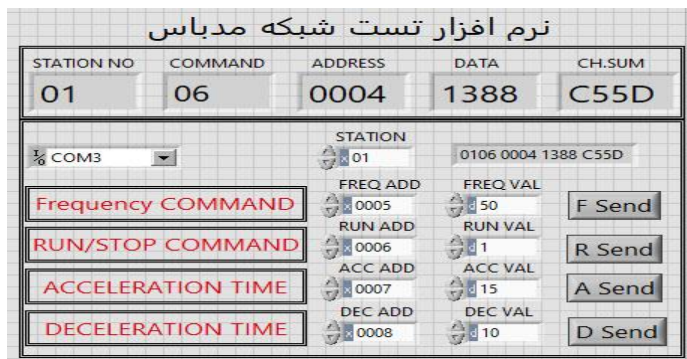 نرم افزار تست شبکه مدباس
STATION NO COMMAND ADDRESS DATA CH.SUM
01 06 0004 1388 C55D
STATION
COM3 x 01 0106 0004 1388 C55D
FREQ ADD FREQ VAL
Frequency COMMAND x 0005 d 50 F Send
RUN ADD RUN VAL
RUN/STOP COMMAND x 0006 d 1 R Send
ACC ADD ACC VAL
ACCELERATION TIME x 0007 d 15 A Send
DEC ADD DEC VAL
DECELERATION TIME x 0008 d 10 D Send